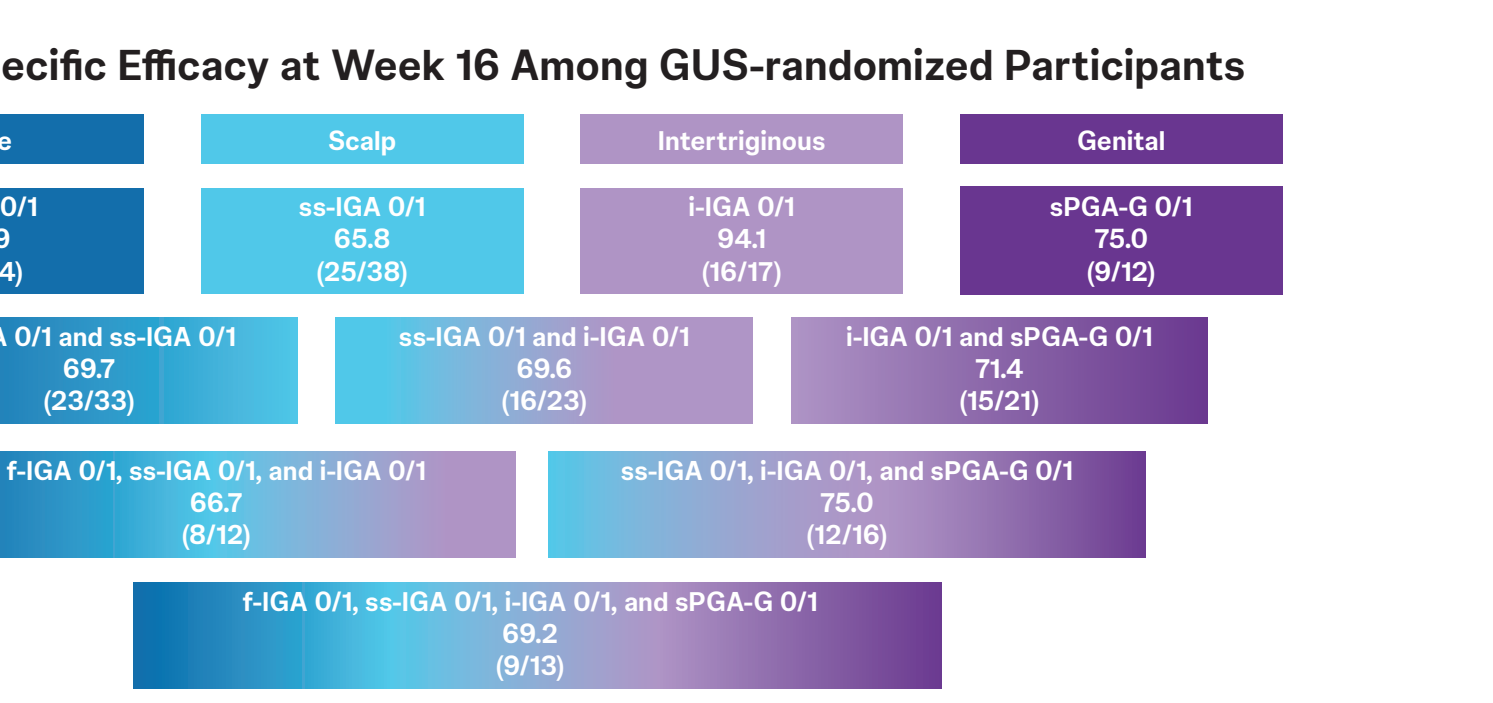 ecific Efficacy at Week 16 Among GUS-randomized Participants
e
Scalp
Intertriginous
Genital
0/1
9
4)
ss-IGA 0/1
65.8
(25/38)
i-IGA 0/1
94.1
(16/17)
sPGA-G 0/1
75.0
(9/12)
A 0/1 and ss-IGA 0/1
69.7
(23/33)
ss-IGA 0/1 and i-IGA 0/1
69.6
(16/23)
i-IGA 0/1 and sPGA-G 0/1
71.4
(15/21)
f-IGA 0/1, ss-IGA 0/1, and i-IGA 0/1
66.7
(8/12)
ss-IGA 0/1, i-IGA 0/1, and sPGA-G 0/1
75.0
(12/16)
f-IGA 0/1, ss-IGA 0/1, i-IGA 0/1, and sPGA-G 0/1
69.2
(9/13)